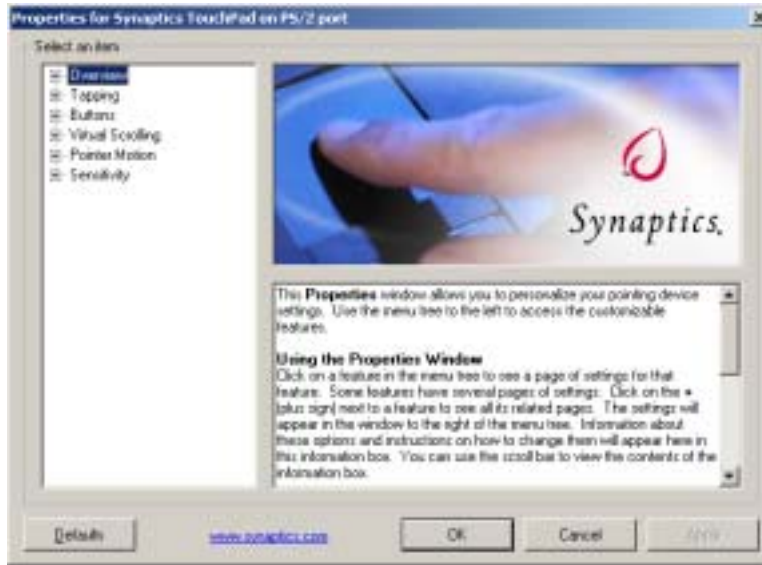 Properties for Synaptics TouchPad on PS/2 port
Select an item
Overview
Tapping
Buttons
Virtual Scrolling
Pointer Motion
Sensitivity
Synaptics.
This Properties window allows you to personalize your pointing device
settings. Use the menu tree to the left to access the customizable
features.
Using the Properties Window
Click on a feature in the menu tree to see a page of settings for that
feature. Some features have several pages of settings. Click on the +
(plus sign) next to a feature to see all its related pages. The settings will
appear in the window to the right of the menu tree. Information about
these options and instructions on how to change them will appear here in
this information box. You can use the scroll bar to view the contents of the
information box.
Defaults
www.synaptics.com
OK
Cancel
Apply